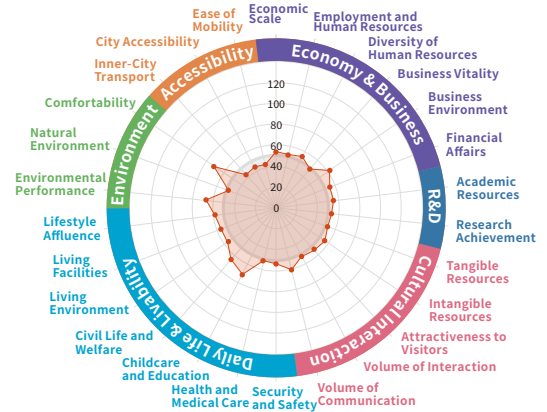 Economic
Scale
Employment and
Human Resources
Diversity of
Human Resources
Business Vitality
Business
Environment
Financial
Affairs
Academic
Resources
Research
Achievement
Tangible
Resources
Intangible
Resources
Attractiveness to
Visitors
Volume of Interaction
Volume of
Communication
Security
and Safety
Health and
Medical Care
Childcare
and Education
Civil Life and
Welfare
Living
Environment
Living
Facilities
Lifestyle
Affluence
Environmental
Performance
Natural
Environment
Comfortability
Inner-City
Transport
City Accessibility
Ease of
Mobility
Economy & Business
R&D
Cultural Interaction
Daily Life & Livability
Environment
Accessibility
120
100
80
60
40
20
0